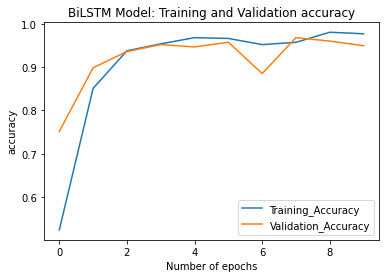 BiLSTM Model: Training and Validation accuracy
1.0
0.9
0.8
0.7
0.6
accuracy
Training_Accuracy
Validation_Accuracy
0 2 4 6 8
Number of epochs